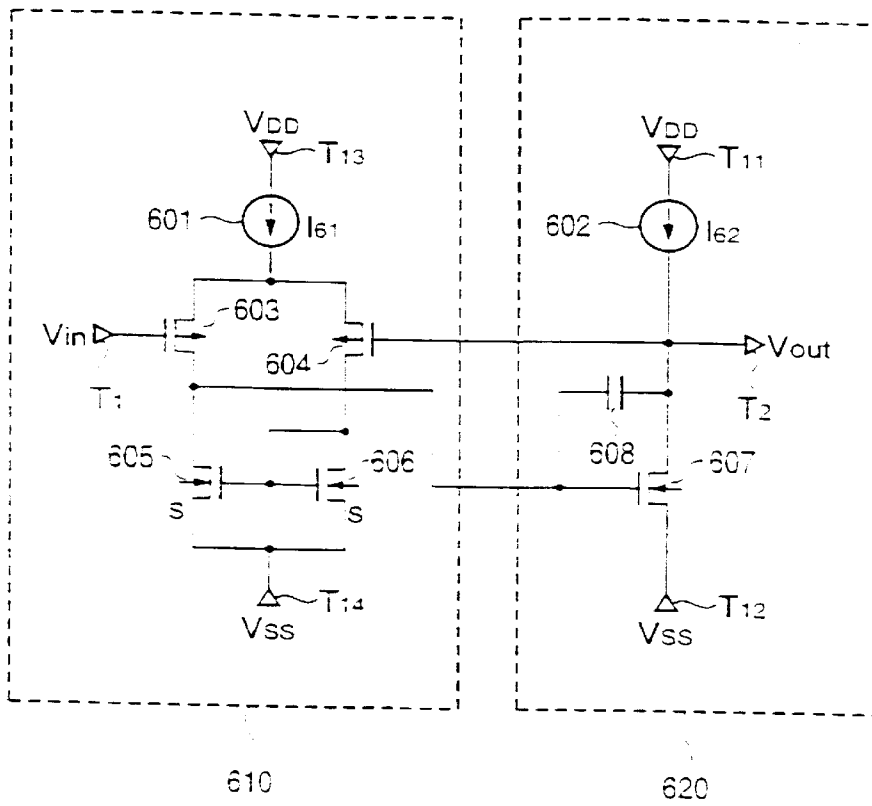 VDD
T13
601
I61
603
Vin
T1
604
605
606
S
S
T14
VSS
VDD
T11
602
I62
Vout
T2
608
607
T12
VSS
610
620